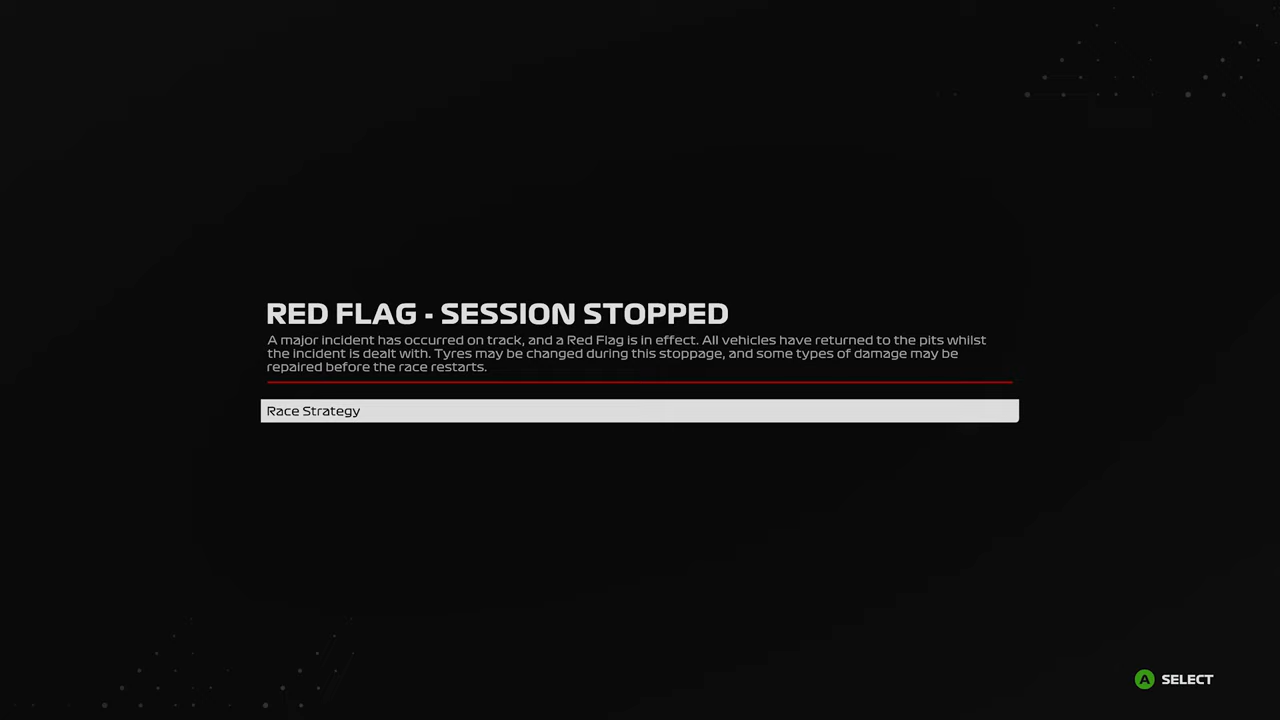 RED FLAG - SESSION STOPPED
A major incident has occurred on track, and a Red Flag is in effect. All vehicles have returned to the pits whilst
the incident is dealt with. Tyres may be changed during this stoppage, and some types of damage may be
repaired before the race restarts.
Race Strategy
A SELECT